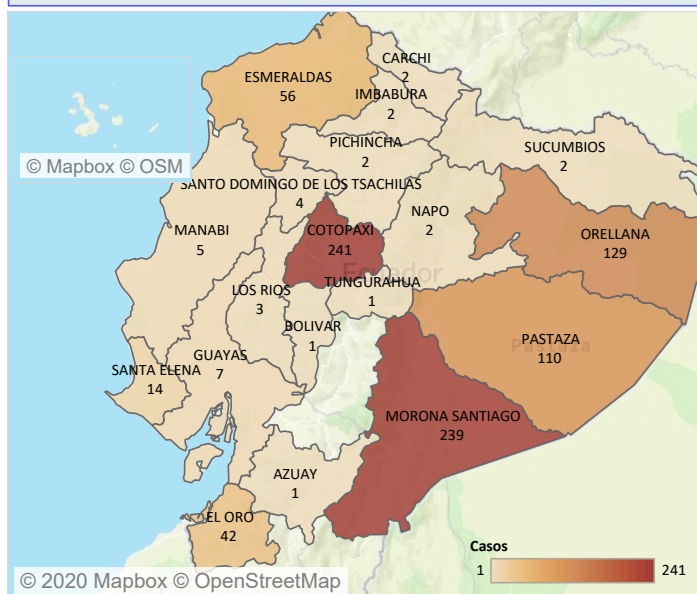 CARCHI
2
ESMERALDAS
56
IMBABURA
2
PICHINCHA
2
SUCUMBIOS
2
© Mapbox © OSM
SANTO DOMINGO DE LOS TSACHILAS
4
NAPO
2
MANABI
5
COTOPAXI
241
ORELLANA
129
Ecuador
TUNGURAHUA
1
LOS RIOS
3
BOLIVAR
1
PASTAZA
Pastaza
110
GUAYAS
7
SANTA ELENA
14
MORONA SANTIAGO
239
AZUAY
1
EL ORO
42
Casos
1
241
© 2020 Mapbox © OpenStreetMap